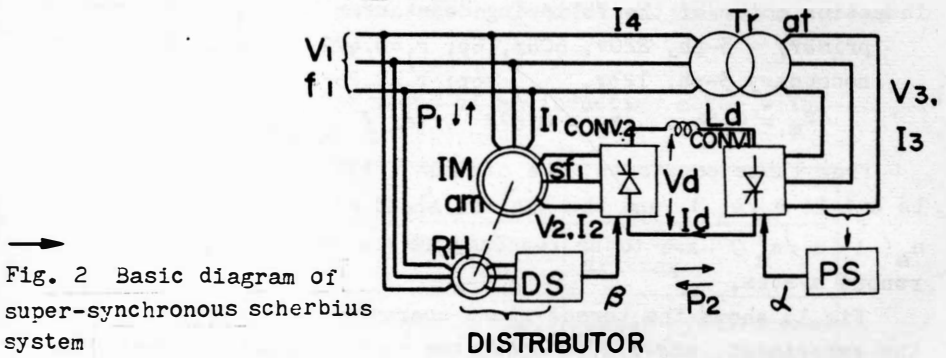 I4
Tr
at
V1
f1
P1
I1
CONV.2
Ld
CONV.1
V3,
I3
IM
am
sf1
Vd
V2, I2
Id
RH
DS
β
P2
α
PS
Fig. 2 Basic diagram of
super-synchronous scherbius
system
DISTRIBUTOR